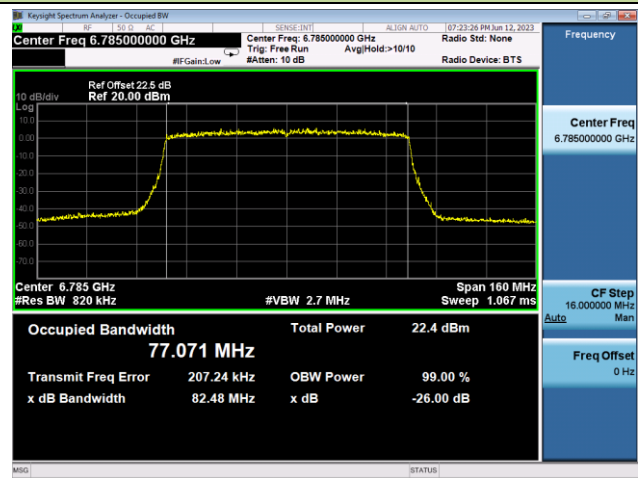 Keysight Spectrum Analyzer - Occupied BW
RF 50 Ω AC SENSE:INT ALIGN AUTO 07:23:26 PM Jun 12, 2023
Center Freq 6.785000000 GHz
Center Freq: 6.785000000 GHz
Radio Std: None
Trig: Free Run Avg|Hold:>10/10
#IFGain:Low #Atten: 10 dB Radio Device: BTS
Ref Offset 22.5 dB
10 dB/div Ref 20.00 dBm
Log
10.0
0.00
-10.0
-20.0
-30.0
-40.0
-50.0
-60.0
-70.0
Center 6.785 GHz Span 160 MHz
#Res BW 820 kHz #VBW 2.7 MHz Sweep 1.067 ms
Occupied Bandwidth Total Power 22.4 dBm
77.071 MHz
Transmit Freq Error 207.24 kHz OBW Power 99.00 %
x dB Bandwidth 82.48 MHz x dB -26.00 dB
MSG STATUS
Frequency
Center Freq
6.785000000 GHz
CF Step
16.000000 MHz
Auto Man
Freq Offset
0 Hz